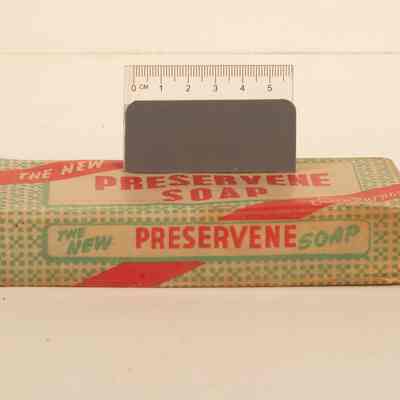 0 CM 1 2 3 4 5
THE NEW
PRESERVENE
SOAP
THE NEW PRESERVENE SOAP